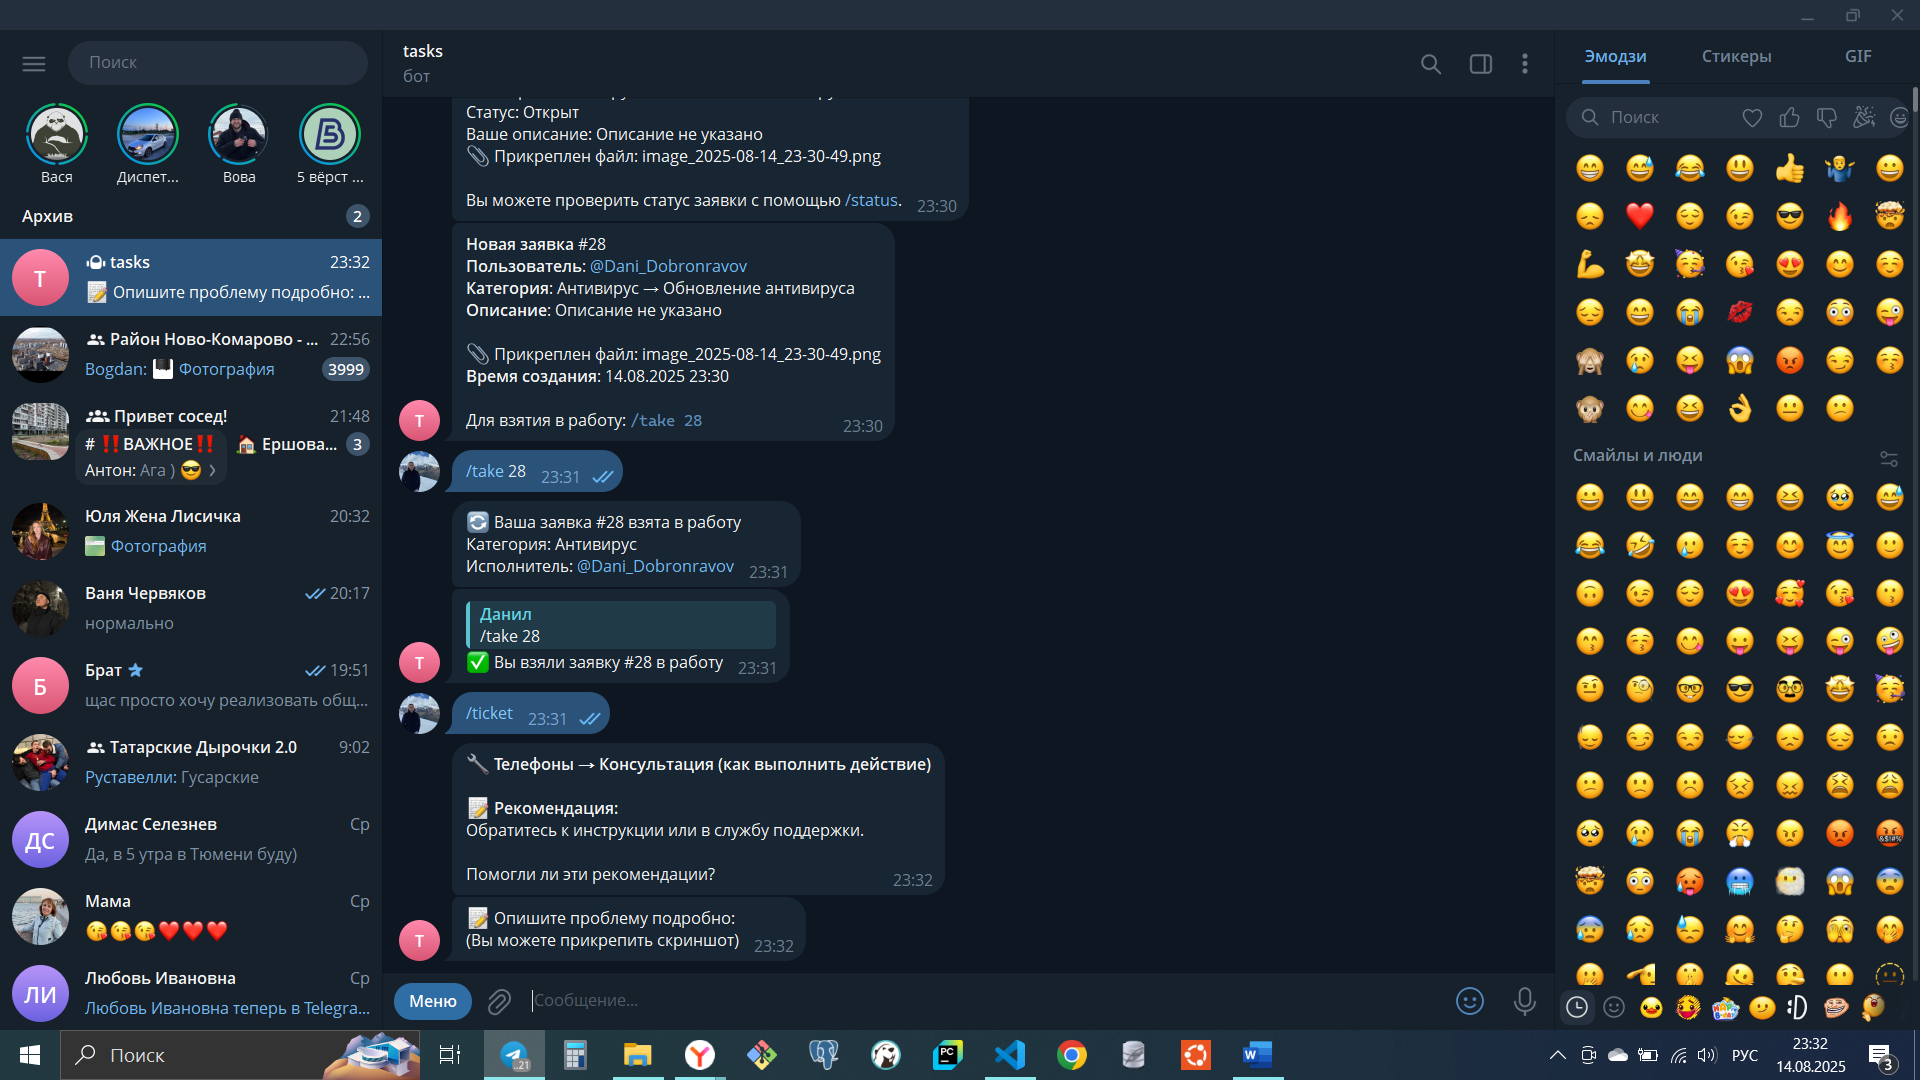 Поиск
Вася
Диспет...
Вова
5 вёрст ...
Архив
2
T
tasks
23:32
Опишите проблему подробно: ...
Район Ново-Комарово - ...
22:56
Bogdan: Фотография
3999
Привет сосед!
21:48
# ‼️ВАЖНОЕ‼️
Ершова...
3
Антон: Ага ) 😎 ›
Юля Жена Лисичка
20:32
Фотография
Ваня Червяков
20:17
нормально
Б
Брат
19:51
щас просто хочу реализовать общ...
Татарские Дырочки 2.0
9:02
Руставелли: Гусарские
ДС
Димас Селезнев
Ср
Да, в 5 утра в Тюмени буду)
Мама
Ср
😘😘😘❤️❤️❤️
ЛИ
Любовь Ивановна
Ср
Любовь Ивановна теперь в Telegra...
tasks
бот
Статус: Открыт
Ваше описание: Описание не указано
📎 Прикреплен файл: image_2025-08-14_23-30-49.png
Вы можете проверить статус заявки с помощью /status.
23:30
Новая заявка #28
Пользователь: @Dani_Dobronravov
Категория: Антивирус → Обновление антивируса
Описание: Описание не указано
📎 Прикреплен файл: image_2025-08-14_23-30-49.png
Время создания: 14.08.2025 23:30
Для взятия в работу: /take 28
23:30
T
/take 28
23:31
🔄 Ваша заявка #28 взята в работу
Категория: Антивирус
Исполнитель: @Dani_Dobronravov
23:31
Данил
/take 28
✅ Вы взяли заявку #28 в работу
23:31
T
/ticket
23:31
🔧 Телефоны → Консультация (как выполнить действие)
📝 Рекомендация:
Обратитесь к инструкции или в службу поддержки.
Помогли ли эти рекомендации?
23:32
📝 Опишите проблему подробно:
(Вы можете прикрепить скриншот)
23:32
T
Меню
Сообщение...
Эмодзи
Стикеры
GIF
Поиск
Смайлы и люди
Поиск
..21
PC
W
РУС
23:32
14.08.2025
3